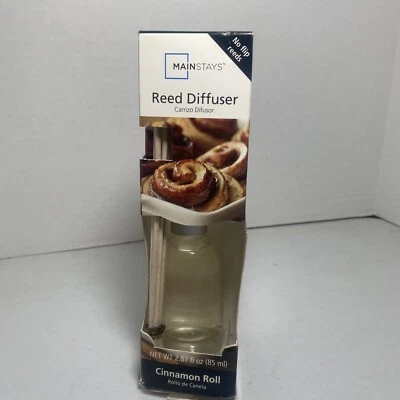 No flip
reeds
MAINSTAYS™
Reed Diffuser
Carrizo Difusor
NET WT 2.87 fl oz (85 ml)
Cinnamon Roll
Rollo de Canela